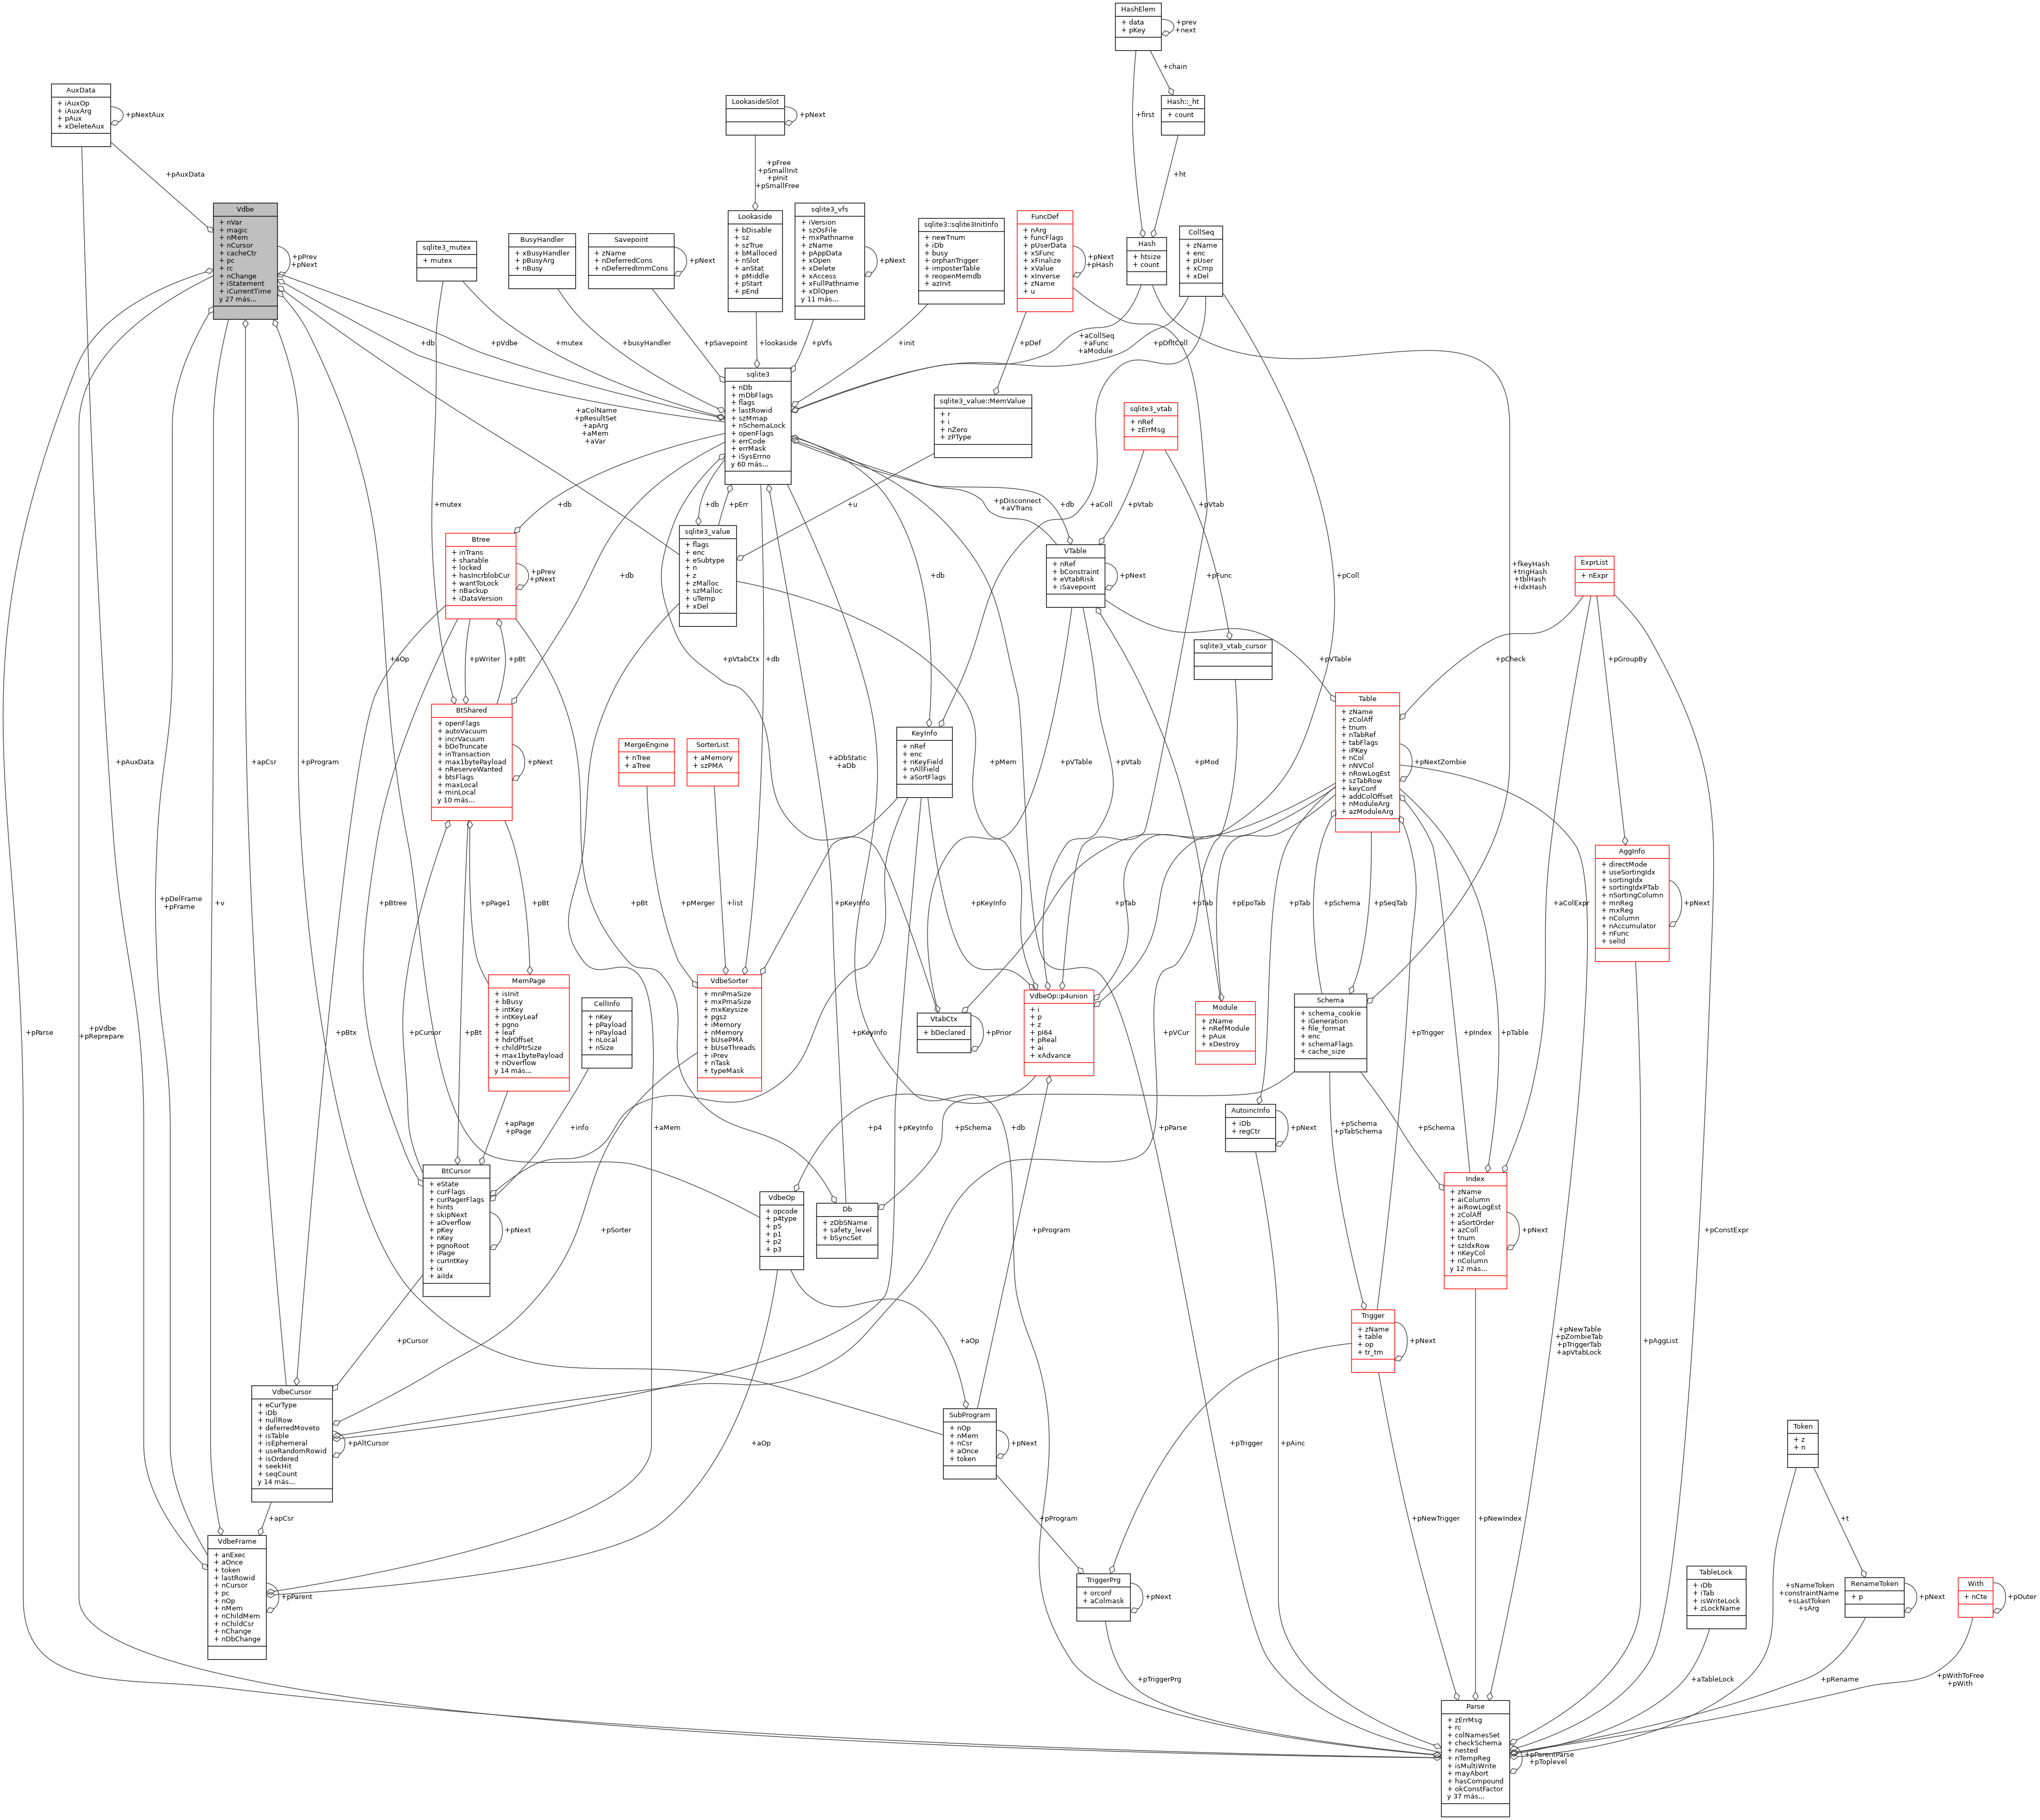 HashElem
+ data
+ pKey
+prev
+next
+chain
+first
Hash::_ht
+ count
+ht
AuxData
+ iAuxOp
+ iAuxArg
+ pAux
+ xDeleteAux
+pNextAux
+pAuxData
LookasideSlot
+pNext
+pFree
+pSmallInit
+pInit
+pSmallFree
Vdbe
+ nVar
+ magic
+ nMem
+ nCursor
+ cacheCtr
+ pc
+ rc
+ nChange
+ iStatement
+ iCurrentTime
y 27 más...
+pPrev
+pNext
sqlite3_mutex
+ mutex
BusyHandler
+ xBusyHandler
+ pBusyArg
+ nBusy
Savepoint
+ zName
+ nDeferredCons
+ nDeferredImmCons
+pNext
Lookaside
+ bDisable
+ sz
+ szTrue
+ bMalloced
+ nSlot
+ anStat
+ pMiddle
+ pStart
+ pEnd
sqlite3_vfs
+ iVersion
+ szOsFile
+ mxPathname
+ zName
+ pAppData
+ xOpen
+ xDelete
+ xAccess
+ xFullPathname
+ xDlOpen
y 11 más...
+pNext
sqlite3::sqlite3InitInfo
+ newTnum
+ iDb
+ busy
+ orphanTrigger
+ imposterTable
+ reopenMemdb
+ azInit
FuncDef
+ nArg
+ funcFlags
+ pUserData
+ xSFunc
+ xFinalize
+ xValue
+ xInverse
+ zName
+ u
+pNext
+pHash
Hash
+ htsize
+ count
CollSeq
+ zName
+ enc
+ pUser
+ xCmp
+ xDel
+db
+pVdbe
+mutex
+busyHandler
+pSavepoint
+lookaside
+pVfs
+init
+pDef
+aCollSeq
+aFunc
+aModule
+pDfltColl
sqlite3
+ nDb
+ mDbFlags
+ flags
+ lastRowid
+ szMmap
+ nSchemaLock
+ openFlags
+ errCode
+ errMask
+ iSysErrno
y 60 más...
+aColName
+pResultSet
+apArg
+aMem
+aVar
sqlite3_value::MemValue
+ r
+ i
+ nZero
+ zPType
sqlite3_vtab
+ nRef
+ zErrMsg
+mutex
+db
+db
+pErr
+u
+pDisconnect
+aVTrans
+db
+aColl
+pVtab
+pVtab
Btree
+ inTrans
+ sharable
+ locked
+ hasIncrblobCur
+ wantToLock
+ nBackup
+ iDataVersion
+pPrev
+pNext
+db
sqlite3_value
+ flags
+ enc
+ eSubtype
+ n
+ z
+ zMalloc
+ szMalloc
+ uTemp
+ xDel
+db
VTable
+ nRef
+ bConstraint
+ eVtabRisk
+ iSavepoint
+pNext
+pFunc
+pColl
+fkeyHash
+trigHash
+tblHash
+idxHash
ExprList
+ nExpr
+aOp
+pWriter
+pBt
+pVtabCtx
+db
sqlite3_vtab_cursor
+pVTable
+pCheck
+pGroupBy
BtShared
+ openFlags
+ autoVacuum
+ incrVacuum
+ bDoTruncate
+ inTransaction
+ max1bytePayload
+ nReserveWanted
+ btsFlags
+ maxLocal
+ minLocal
y 10 más...
+pNext
MergeEngine
+ nTree
+ aTree
SorterList
+ aMemory
+ szPMA
KeyInfo
+ nRef
+ enc
+ nKeyField
+ nAllField
+ aSortFlags
Table
+ zName
+ zColAff
+ tnum
+ nTabRef
+ tabFlags
+ iPKey
+ nCol
+ nNVCol
+ nRowLogEst
+ szTabRow
+ keyConf
+ addColOffset
+ nModuleArg
+ azModuleArg
+pNextZombie
+pAuxData
+apCsr
+pProgram
+aDbStatic
+aDb
+pMem
+pVTable
+pVtab
+pMod
AggInfo
+ directMode
+ useSortingIdx
+ sortingIdx
+ sortingIdxPTab
+ nSortingColumn
+ mnReg
+ mxReg
+ nColumn
+ nAccumulator
+ nFunc
+ selId
+pNext
+pDelFrame
+pFrame
+v
+pBtree
+pPage1
+pBt
+pBt
+pMerger
+list
+pKeyInfo
+pKeyInfo
+pTab
+pTab
+pEpoTab
+pTab
+pSchema
+pSeqTab
+aColExpr
+pParse
+pVdbe
+pReprepare
+pBtx
+pCursor
+pBt
MemPage
+ isInit
+ bBusy
+ intKey
+ intKeyLeaf
+ pgno
+ leaf
+ hdrOffset
+ childPtrSize
+ max1bytePayload
+ nOverflow
y 14 más...
CellInfo
+ nKey
+ pPayload
+ nPayload
+ nLocal
+ nSize
VdbeSorter
+ mnPmaSize
+ mxPmaSize
+ mxKeysize
+ pgsz
+ iMemory
+ nMemory
+ bUsePMA
+ bUseThreads
+ iPrev
+ nTask
+ typeMask
+pKeyInfo
VtabCtx
+ bDeclared
+pPrior
VdbeOp::p4union
+ i
+ p
+ z
+ pI64
+ pReal
+ ai
+ xAdvance
+pVCur
Module
+ zName
+ nRefModule
+ pAux
+ xDestroy
Schema
+ schema_cookie
+ iGeneration
+ file_format
+ enc
+ schemaFlags
+ cache_size
+pTrigger
+pIndex
+pTable
+apPage
+pPage
+info
+aMem
+p4
+pKeyInfo
+pSchema
+db
+pParse
AutoincInfo
+ iDb
+ regCtr
+pNext
+pSchema
+pTabSchema
+pSchema
BtCursor
+ eState
+ curFlags
+ curPagerFlags
+ hints
+ skipNext
+ aOverflow
+ pKey
+ nKey
+ pgnoRoot
+ iPage
+ curIntKey
+ ix
+ aiIdx
+pNext
+pSorter
VdbeOp
+ opcode
+ p4type
+ p5
+ p1
+ p2
+ p3
Db
+ zDbSName
+ safety_level
+ bSyncSet
+pProgram
Index
+ zName
+ aiColumn
+ aiRowLogEst
+ zColAff
+ aSortOrder
+ azColl
+ tnum
+ szIdxRow
+ nKeyCol
+ nColumn
y 12 más...
+pNext
+pConstExpr
+pCursor
+aOp
Trigger
+ zName
+ table
+ op
+ tr_tm
+pNext
+pNewTable
+pZombieTab
+pTriggerTab
+apVtabLock
+pAggList
VdbeCursor
+ eCurType
+ iDb
+ nullRow
+ deferredMoveto
+ isTable
+ isEphemeral
+ useRandomRowid
+ isOrdered
+ seekHit
+ seqCount
y 14 más...
+pAltCursor
+aOp
SubProgram
+ nOp
+ nMem
+ nCsr
+ aOnce
+ token
+pNext
+pTrigger
+pAinc
Token
+ z
+ n
+apCsr
+pProgram
+pNewTrigger
+pNewIndex
+t
VdbeFrame
+ anExec
+ aOnce
+ token
+ lastRowid
+ nCursor
+ pc
+ nOp
+ nMem
+ nChildMem
+ nChildCsr
+ nChange
+ nDbChange
+pParent
TriggerPrg
+ orconf
+ aColmask
+pNext
TableLock
+ iDb
+ iTab
+ isWriteLock
+ zLockName
+sNameToken
+constraintName
+sLastToken
+sArg
RenameToken
+ p
+pNext
With
+ nCte
+pOuter
+pTriggerPrg
+aTableLock
+pRename
+pWithToFree
+pWith
Parse
+ zErrMsg
+ rc
+ colNamesSet
+ checkSchema
+ nested
+ nTempReg
+ isMultiWrite
+ mayAbort
+ hasCompound
+ okConstFactor
y 37 más...
+pParentParse
+pToplevel